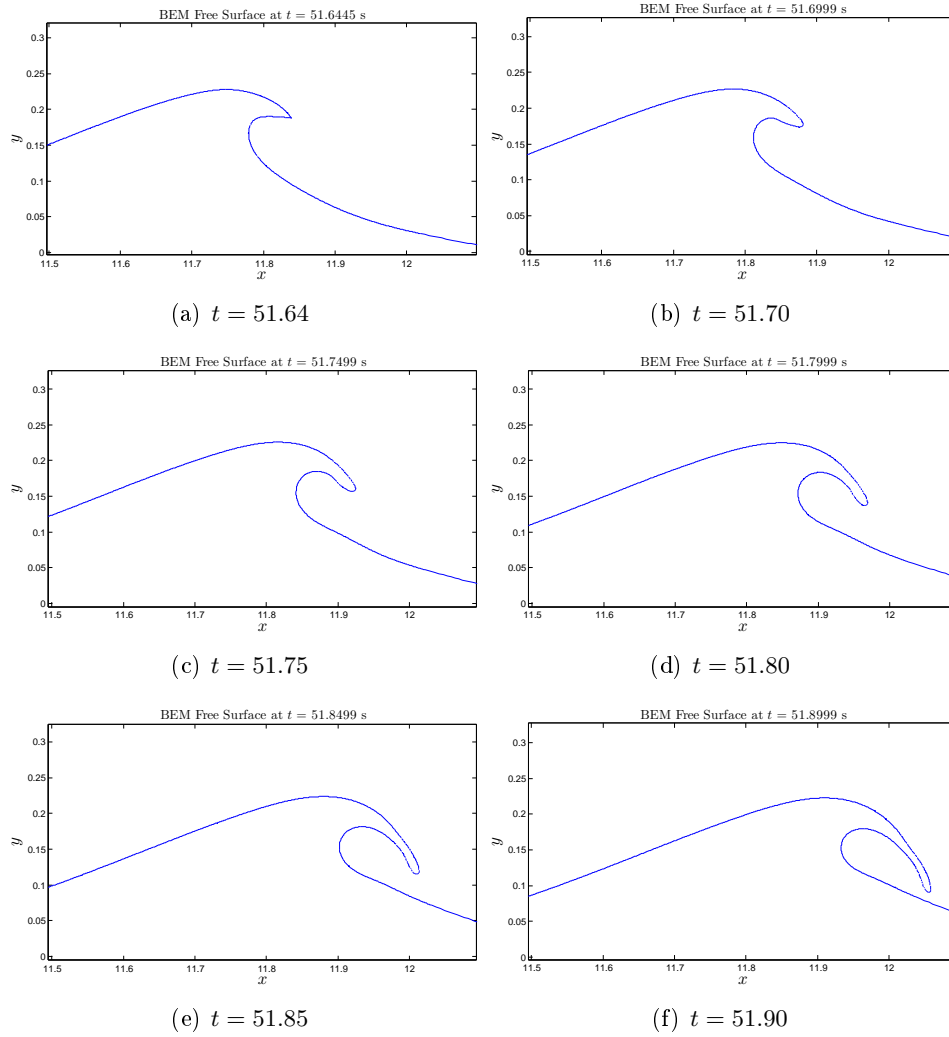 BEM Free Surface at t = 51.6445 s
0.3
0.25
0.2
y
0.15
0.1
0.05
0
11.5 11.6 11.7 11.8 11.9 12
x
(a) t = 51.64
BEM Free Surface at t = 51.6999 s
0.3
0.25
0.2
y
0.15
0.1
0.05
0
11.5 11.6 11.7 11.8 11.9 12
x
(b) t = 51.70
BEM Free Surface at t = 51.7499 s
0.3
0.25
0.2
y
0.15
0.1
0.05
0
11.5 11.6 11.7 11.8 11.9 12
x
(c) t = 51.75
BEM Free Surface at t = 51.7999 s
0.3
0.25
0.2
y
0.15
0.1
0.05
0
11.5 11.6 11.7 11.8 11.9 12
x
(d) t = 51.80
BEM Free Surface at t = 51.8499 s
0.3
0.25
0.2
y
0.15
0.1
0.05
0
11.5 11.6 11.7 11.8 11.9 12
x
(e) t = 51.85
BEM Free Surface at t = 51.8999 s
0.3
0.25
0.2
y
0.15
0.1
0.05
0
11.5 11.6 11.7 11.8 11.9 12
x
(f) t = 51.90